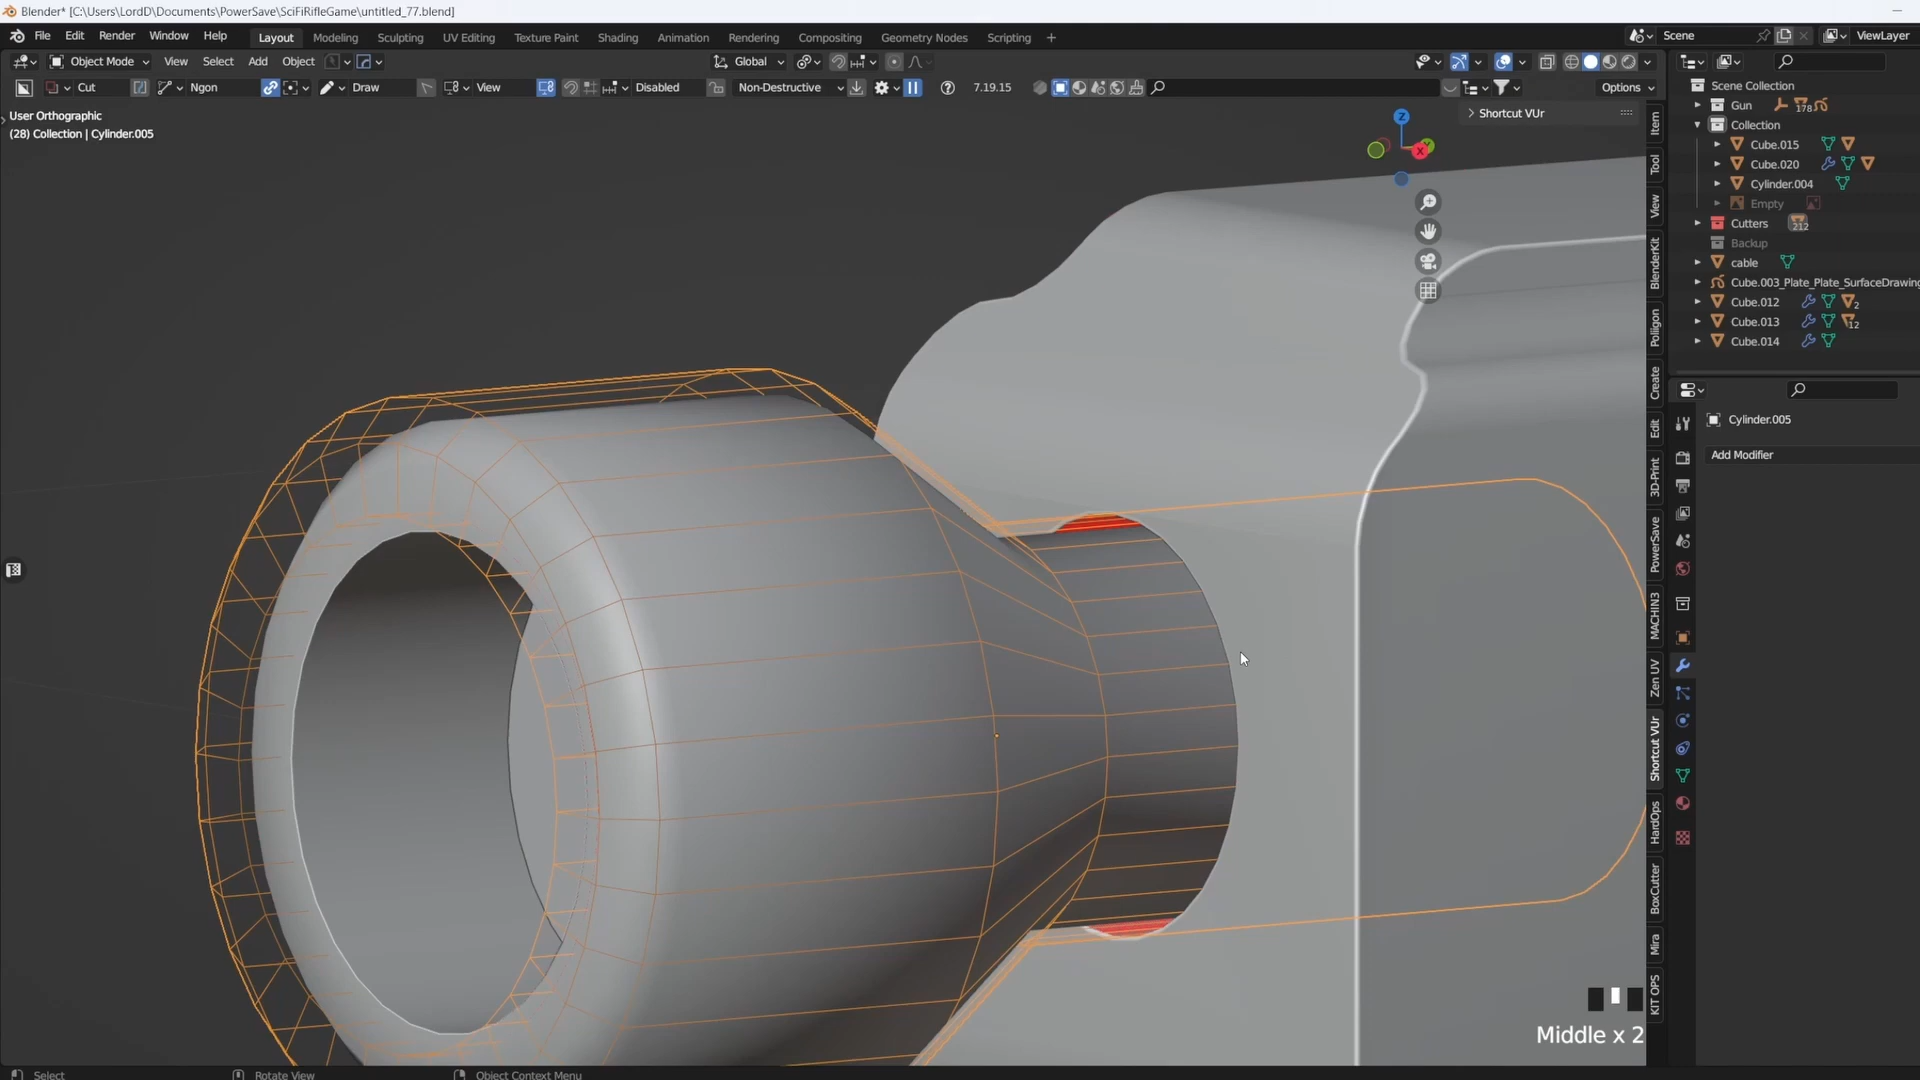 Blender* [C:\Users\LordD\Documents\PowerSave\SciFiRifleGame\untitled_77.blend]
File Edit Render Window Help Layout Modeling Sculpting UV Editing Texture Paint Shading Animation Rendering Compositing Geometry Nodes Scripting + Scene ViewLayer
Object Mode View Select Add Object Global
Cut Ngon Draw View Disabled Non-Destructive 7.19.15 Options
User Orthographic
(28) Collection | Cylinder.005
Shortcut VUr
Z
X
Item
Tool
View
BlenderKit
Poliigon
Create
Edit
3D-Print
PowerSave
MACHIN3
Zen UV
Shortcut VUr
HardOps
BoxCutter
Mira
KIT OPS
Scene Collection
Gun 178
Collection
Cube.015
Cube.020
Cylinder.004
Empty
Cutters 212
Backup
cable
Cube.003_Plate_Plate_SurfaceDrawing
Cube.012 2
Cube.013 12
Cube.014
Cylinder.005
Add Modifier
Middle x 2
Select Rotate View Object Context Menu